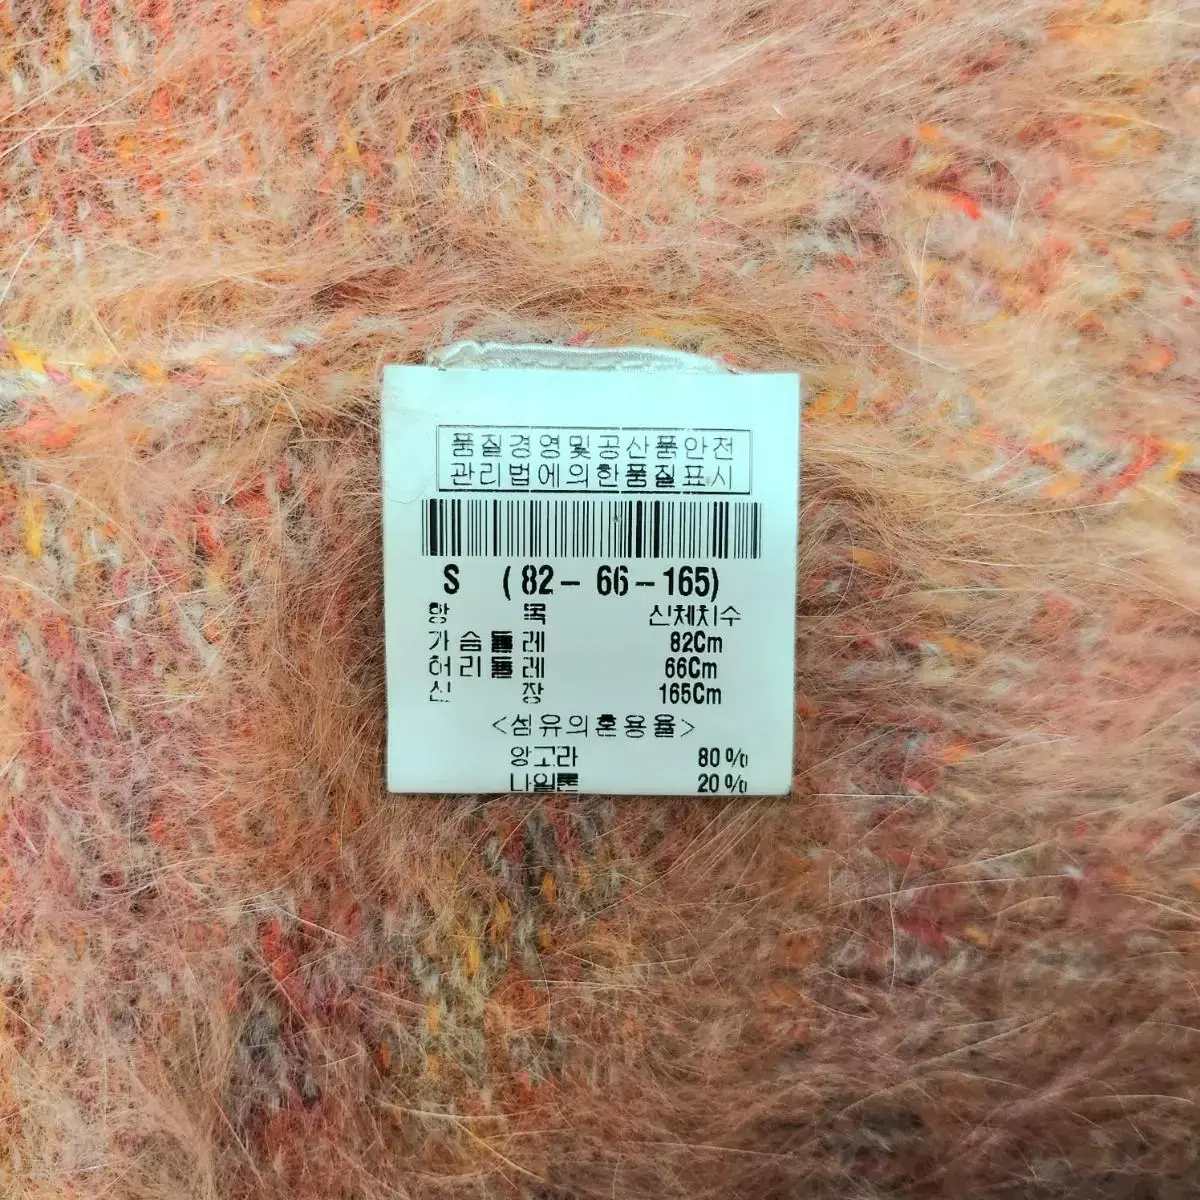 품질경영및공산품안전
관리법에의한품질표시
S (82-66-165)
항 목 신체치수
가슴둘레 82Cm
허리둘레 66Cm
신 장 165Cm
<섬유의혼용율>
앙고라 80%
나일론 20%